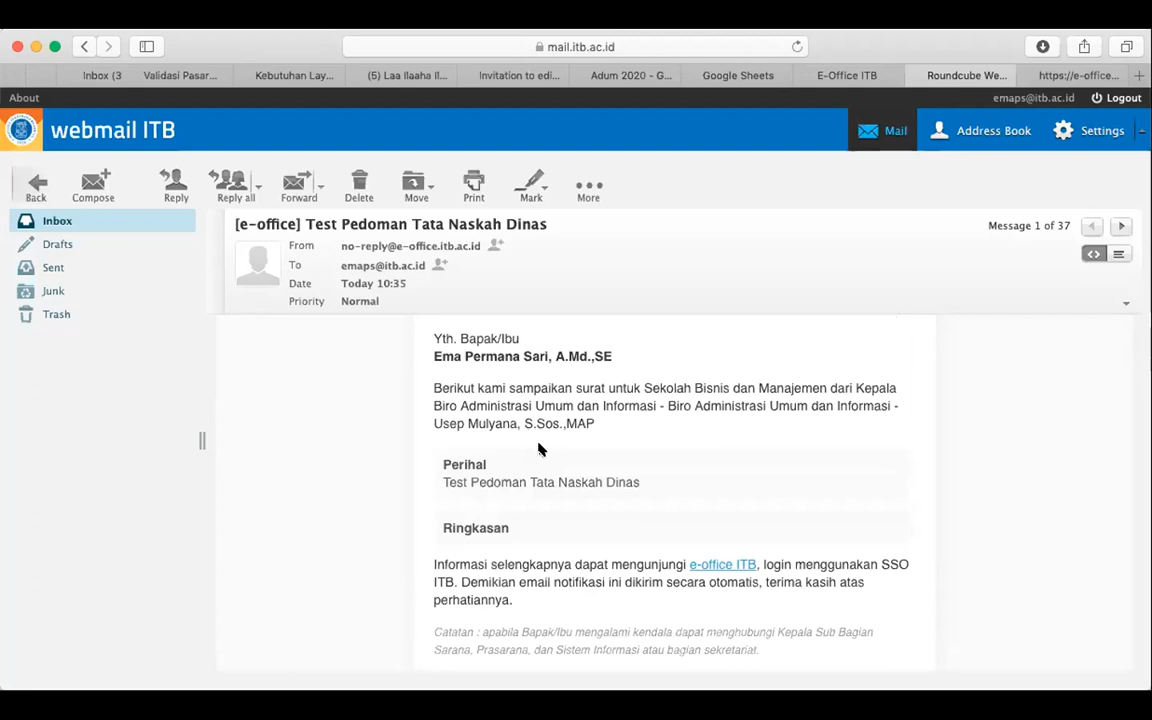 mail.itb.ac.id
Inbox (3
Validasi Pasar...
Kebutuhan Lay...
(5) Laa Ilaaha Il...
Invitation to edi...
Adum 2020 - G...
Google Sheets
E-Office ITB
Roundcube We...
https://e-office...
About
emaps@itb.ac.id
Logout
webmail ITB
Mail
Address Book
Settings
Back
Compose
Reply
Reply all
Forward
Delete
Move
Print
Mark
More
Inbox
Drafts
Sent
Junk
Trash
[e-office] Test Pedoman Tata Naskah Dinas
Message 1 of 37
From no-reply@e-office.itb.ac.id
To emaps@itb.ac.id
Date Today 10:35
Priority Normal
Yth. Bapak/Ibu
Ema Permana Sari, A.Md.,SE
Berikut kami sampaikan surat untuk Sekolah Bisnis dan Manajemen dari Kepala
Biro Administrasi Umum dan Informasi - Biro Administrasi Umum dan Informasi -
Usep Mulyana, S.Sos.,MAP
Perihal
Test Pedoman Tata Naskah Dinas
Ringkasan
Informasi selengkapnya dapat mengunjungi e-office ITB, login menggunakan SSO
ITB. Demikian email notifikasi ini dikirim secara otomatis, terima kasih atas
perhatiannya.
Catatan : apabila Bapak/Ibu mengalami kendala dapat menghubungi Kepala Sub Bagian
Sarana, Prasarana, dan Sistem Informasi atau bagian sekretariat.